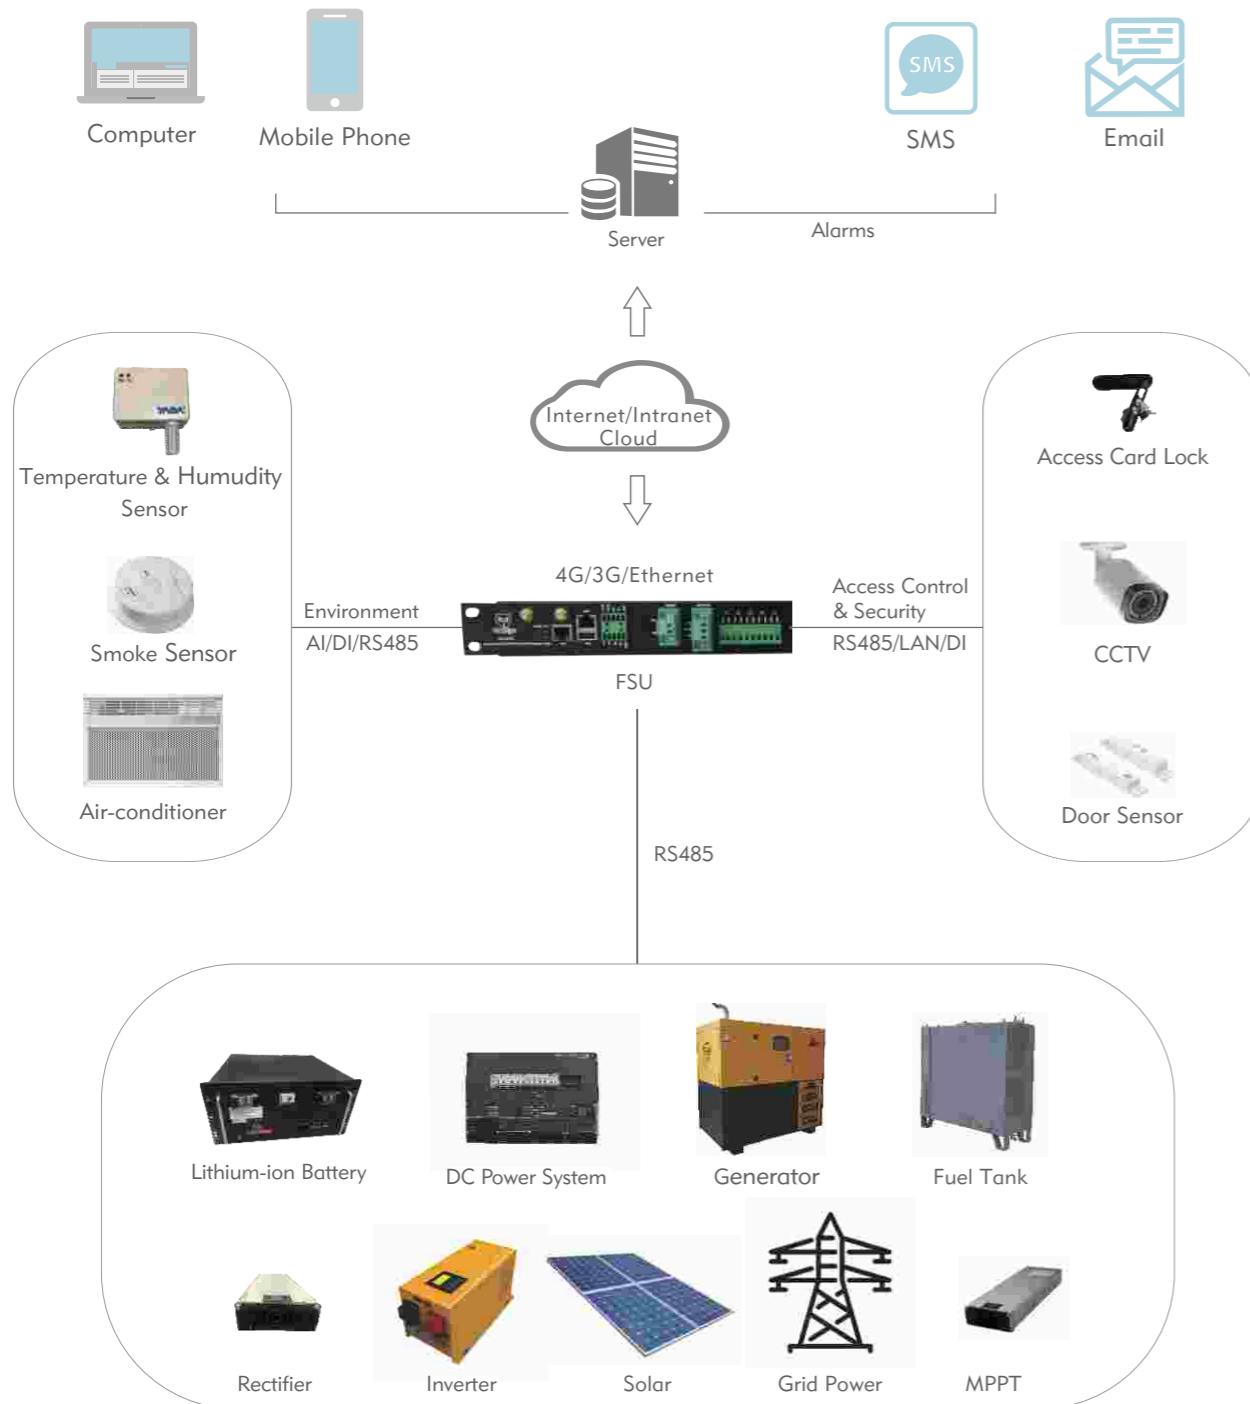 SMS
Computer
Mobile Phone
SMS
Email
Server
Alarms
Internet/Intranet
Cloud
Temperature & Humudity
Sensor
Access Card Lock
4G/3G/Ethernet
Environment
AI/DI/RS485
Access Control
& Security
RS485/LAN/DI
Smoke Sensor
FSU
CCTV
Air-conditioner
Door Sensor
RS485
Lithium-ion Battery
DC Power System
Generator
Fuel Tank
Rectifier
Inverter
Solar
Grid Power
MPPT